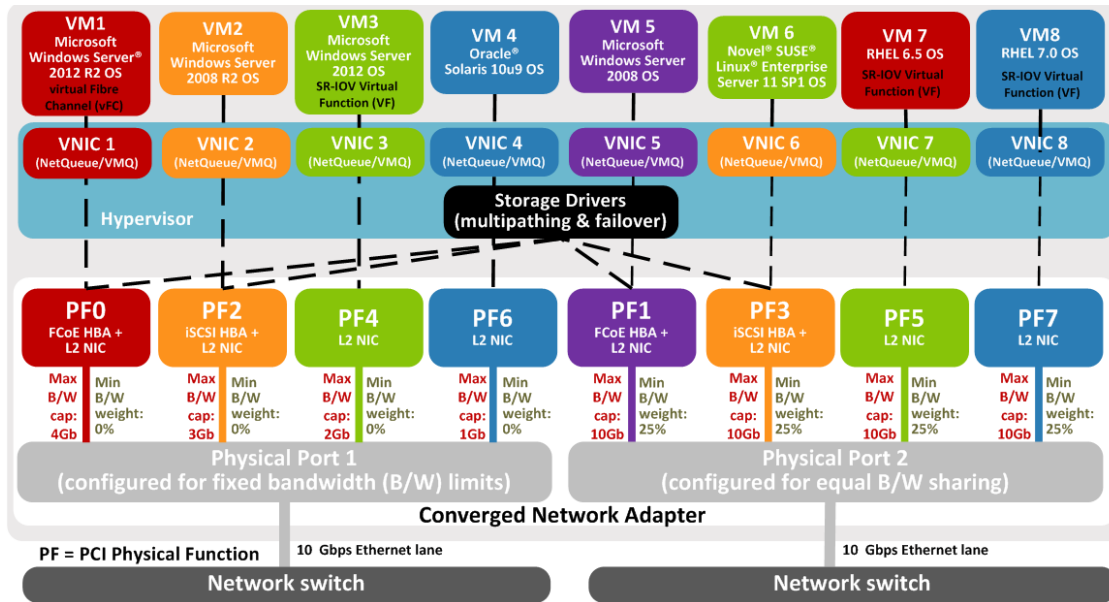 VM1
Microsoft
Windows Server®
2012 R2 OS
virtual Fibre
Channel (vFC)
VM2
Microsoft
Windows Server
2008 R2 OS
VM3
Microsoft
Windows Server
2012 OS
SR-IOV Virtual
Function (VF)
VM 4
Oracle®
Solaris 10u9 OS
VM 5
Microsoft
Windows Server
2008 OS
VM 6
Novel® SUSE®
Linux® Enterprise
Server 11 SP1 OS
VM 7
RHEL 6.5 OS
SR-IOV Virtual
Function (VF)
VM8
RHEL 7.0 OS
SR-IOV Virtual
Function (VF)
VNIC 1
(NetQueue/VMQ)
VNIC 2
(NetQueue/VMQ)
VNIC 3
(NetQueue/VMQ)
VNIC 4
(NetQueue/VMQ)
VNIC 5
(NetQueue/VMQ)
VNIC 6
(NetQueue/VMQ)
VNIC 7
(NetQueue/VMQ)
VNIC 8
(NetQueue/VMQ)
Hypervisor
Storage Drivers
(multipathing & failover)
PF0
FCoE HBA +
L2 NIC
PF2
iSCSI HBA +
L2 NIC
PF4
L2 NIC
PF6
L2 NIC
PF1
FCoE HBA +
L2 NIC
PF3
iSCSI HBA +
L2 NIC
PF5
L2 NIC
PF7
L2 NIC
Max
B/W
cap:
4Gb
Min
B/W
weight:
0%
Max
B/W
cap:
3Gb
Min
B/W
weight:
0%
Max
B/W
cap:
2Gb
Min
B/W
weight:
0%
Max
B/W
cap:
1Gb
Min
B/W
weight:
0%
Max
B/W
cap:
10Gb
Min
B/W
weight:
25%
Max
B/W
cap:
10Gb
Min
B/W
weight:
25%
Max
B/W
cap:
10Gb
Min
B/W
weight:
25%
Max
B/W
cap:
10Gb
Min
B/W
weight:
25%
Physical Port 1
(configured for fixed bandwidth (B/W) limits)
Physical Port 2
(configured for equal B/W sharing)
Converged Network Adapter
PF = PCI Physical Function
10 Gbps Ethernet lane
10 Gbps Ethernet lane
Network switch
Network switch